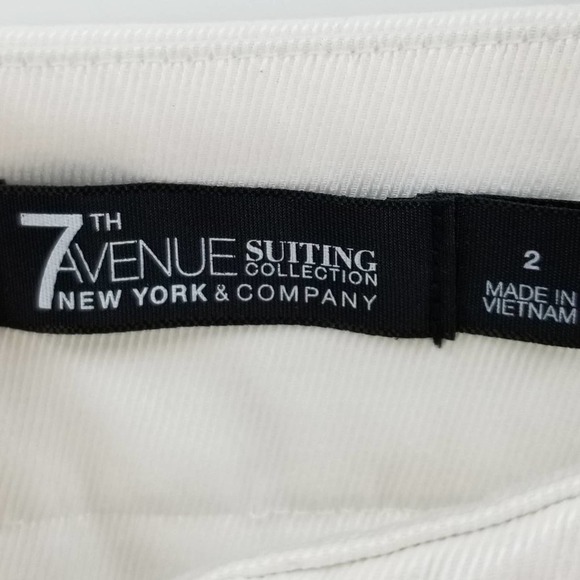 7TH AVENUE SUITING COLLECTION
NEW YORK & COMPANY
2
MADE IN
VIETNAM